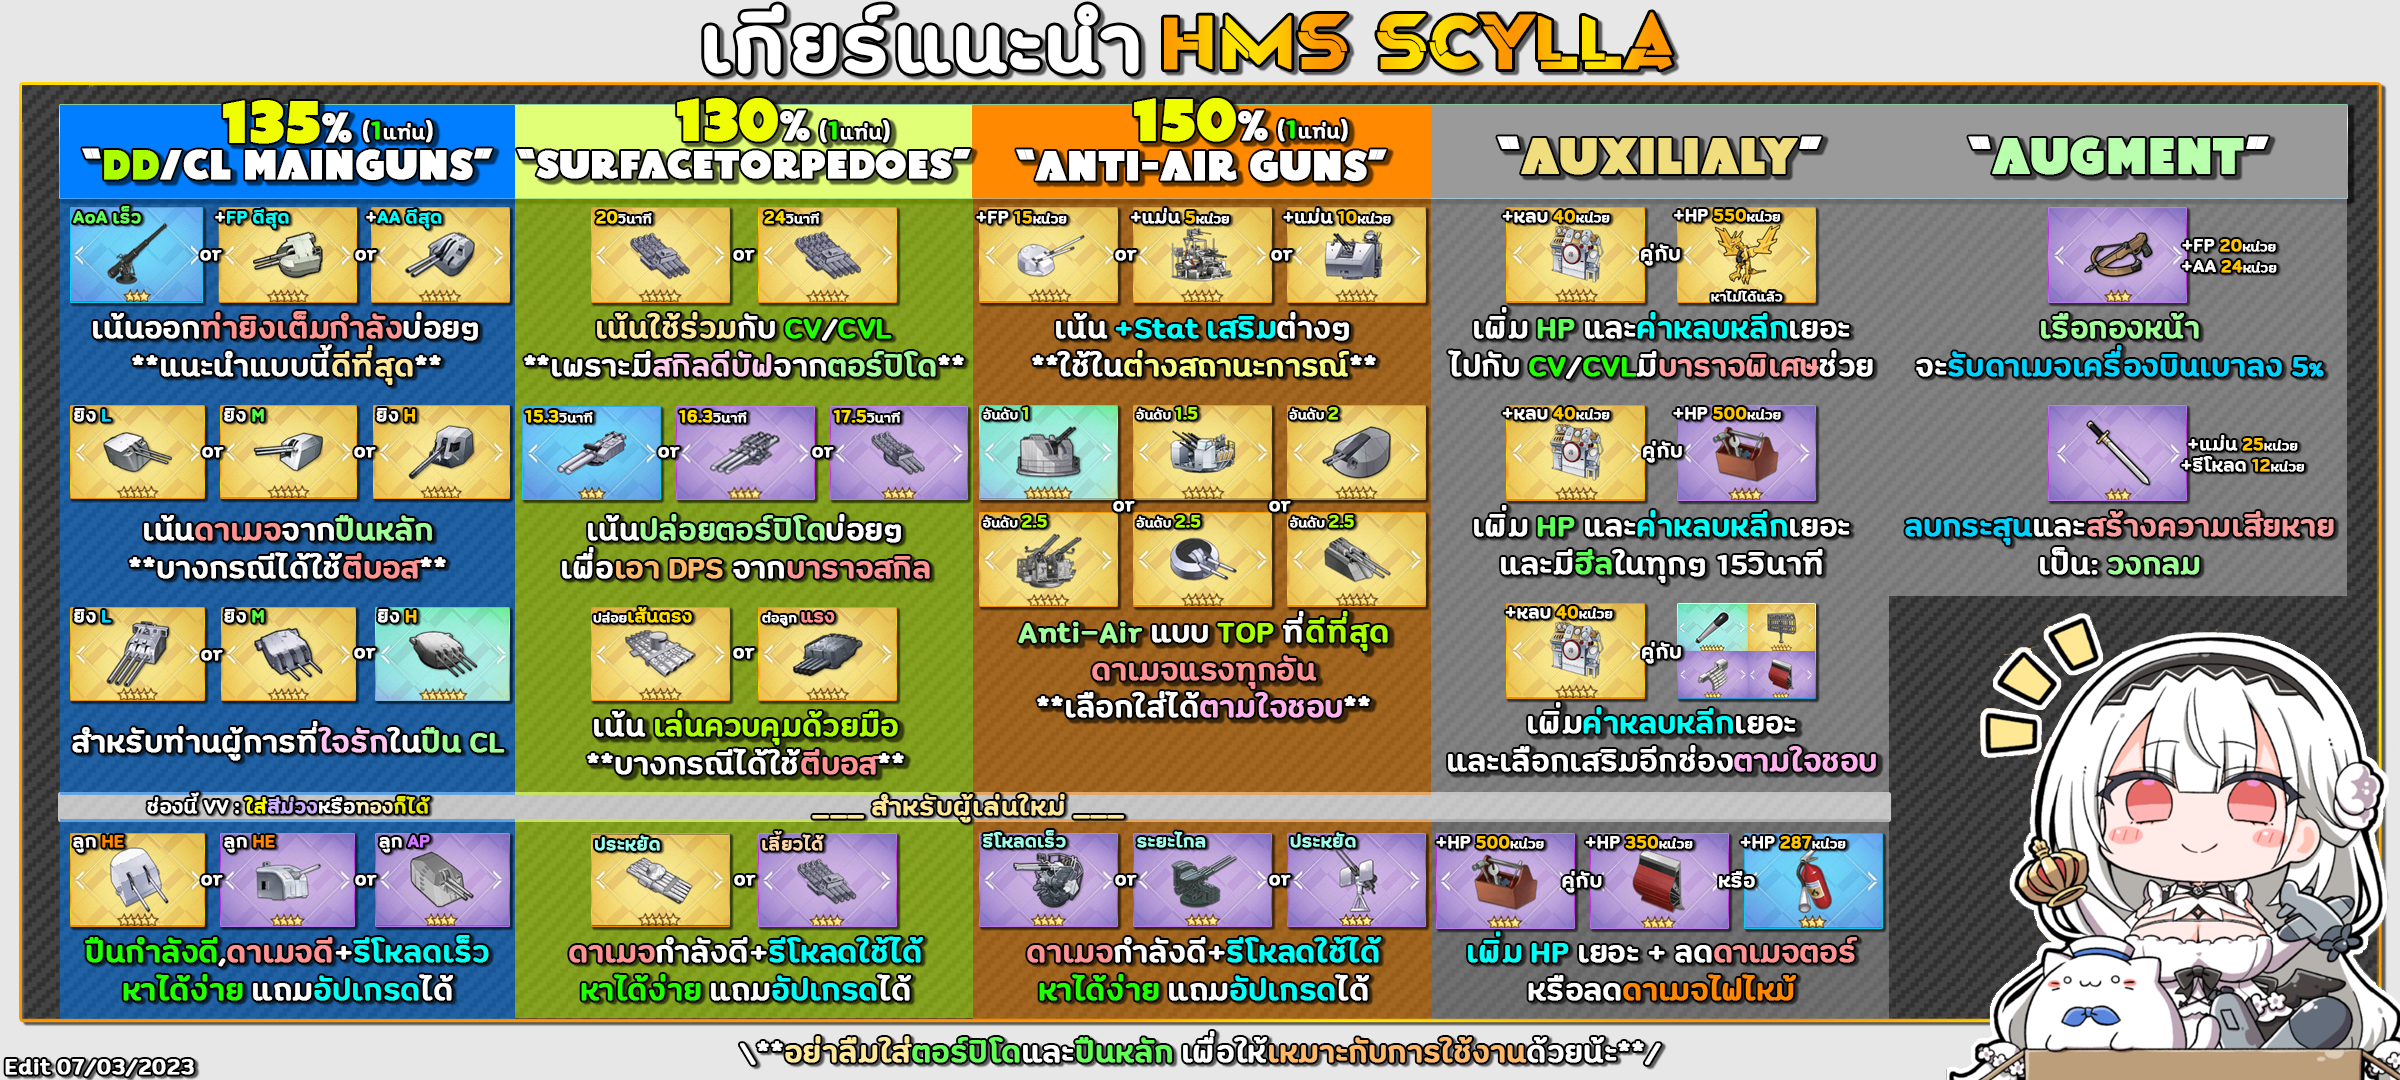 เกียร์แนะนำ HMS SCYLLA
135% (1แท่น)
"DD/CL MAINGUNS"
130% (1แท่น)
"SURFACETORPEDOES"
150% (1แท่น)
"ANTI-AIR GUNS"
"AUXILIALY"
"AUGMENT"
AoA เร็ว
or
+FP ดีสุด
or
+AA ดีสุด
เน้นออกท่ายิงเต็มกำลังบ่อยๆ
**แนะนำแบบนี้ดีที่สุด**
ยิง L
or
ยิง M
or
ยิง H
เน้นดาเมจจากปืนหลัก
**บางกรณีได้ใช้ตีบอส**
ยิง L
or
ยิง M
or
ยิง H
สำหรับท่านผู้การที่ใจรักในปืน CL
20วินาที
or
24วินาที
เน้นใช้ร่วมกับ CV/CVL
**เพราะมีสกิลดีบัฟจากตอร์ปิโด**
15.3วินาที
or
16.3วินาที
or
17.5วินาที
เน้นปล่อยตอร์ปิโดบ่อยๆ
เพื่อเอา DPS จากบาราจสกิล
ปล่อยเส้นตรง
or
ต่อลูก แรง
เน้น เล่นควบคุมด้วยมือ
**บางกรณีได้ใช้ตีบอส**
+FP 15หน่วย
or
+แม่น 5หน่วย
or
+แม่น 10หน่วย
เน้น +Stat เสริมต่างๆ
**ใช้ในต่างสถานะการณ์**
อันดับ 1
อันดับ 1.5
อันดับ 2
or
or
อันดับ 2.5
อันดับ 2.5
อันดับ 2.5
Anti-Air แบบ TOP ที่ดีที่สุด
ดาเมจแรงทุกอัน
**เลือกใส่ได้ตามใจชอบ**
+หลบ 40หน่วย
คู่กับ
+HP 550หน่วย
หาไม่ได้แล้ว
เพิ่ม HP และค่าหลบหลีกเยอะ
ไปกับ CV/CVLมีบาราจพิเศษช่วย
+หลบ 40หน่วย
คู่กับ
+HP 500หน่วย
เพิ่ม HP และค่าหลบหลีกเยอะ
และมีฮีลในทุกๆ 15วินาที
+หลบ 40หน่วย
คู่กับ
เพิ่มค่าหลบหลีกเยอะ
และเลือกเสริมอีกช่องตามใจชอบ
+FP 20หน่วย
+AA 24หน่วย
เรือกองหน้า
จะรับดาเมจเครื่องบินเบาลง 5%
+แม่น 25หน่วย
+รีโหลด 12หน่วย
ลบกระสุนและสร้างความเสียหาย
เป็น: วงกลม
ช่องนี้ VV : ใส่สีม่วงหรือทองก็ได้
___ สำหรับผู้เล่นใหม่ ___
ลูก HE
or
ลูก HE
or
ลูก AP
ปืนกำลังดี,ดาเมจดี+รีโหลดเร็ว
หาได้ง่าย แถมอัปเกรดได้
ประหยัด
or
เลี้ยวได้
ดาเมจกำลังดี+รีโหลดใช้ได้
หาได้ง่าย แถมอัปเกรดได้
รีโหลดเร็ว
or
ระยะไกล
or
ประหยัด
ดาเมจกำลังดี+รีโหลดใช้ได้
หาได้ง่าย แถมอัปเกรดได้
+HP 500หน่วย
คู่กับ
+HP 350หน่วย
หรือ
+HP 287หน่วย
เพิ่ม HP เยอะ + ลดดาเมจตอร์
หรือลดดาเมจไฟไหม้
\**อย่าลืมใส่ตอร์ปิโดและปืนหลัก เพื่อให้เหมาะกับการใช้งานด้วยน้ะ**/
Edit 07/03/2023